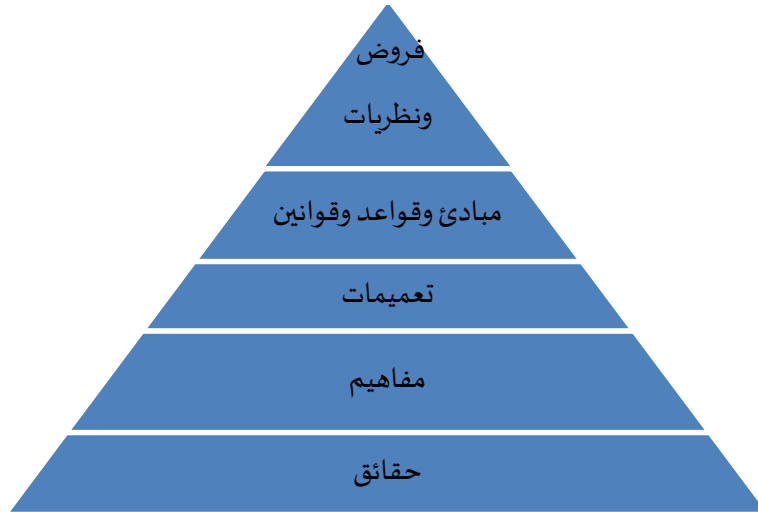 فروض
ونظريات
مبادئ وقواعد وقوانين
تعميمات
مفاهيم
حقائق